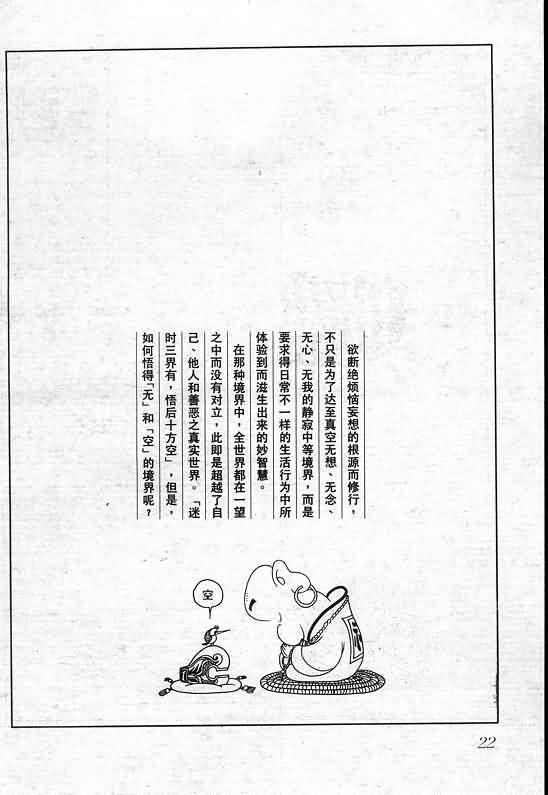 欲断绝烦恼妄想的根源而修行,
不只是为了达至真空无想、无念、
无心、无我的静寂中等境界,而是
要求得日常不一样的生活行为中所
体验到而滋生出来的妙智慧。
在那种境界中,全世界都在一望
之中而没有对立,此即是超越了自
己、他人和善恶之真实世界。「迷
时三界有,悟后十方空」,但是,
如何悟得「无」和「空」的境界呢?
空
22